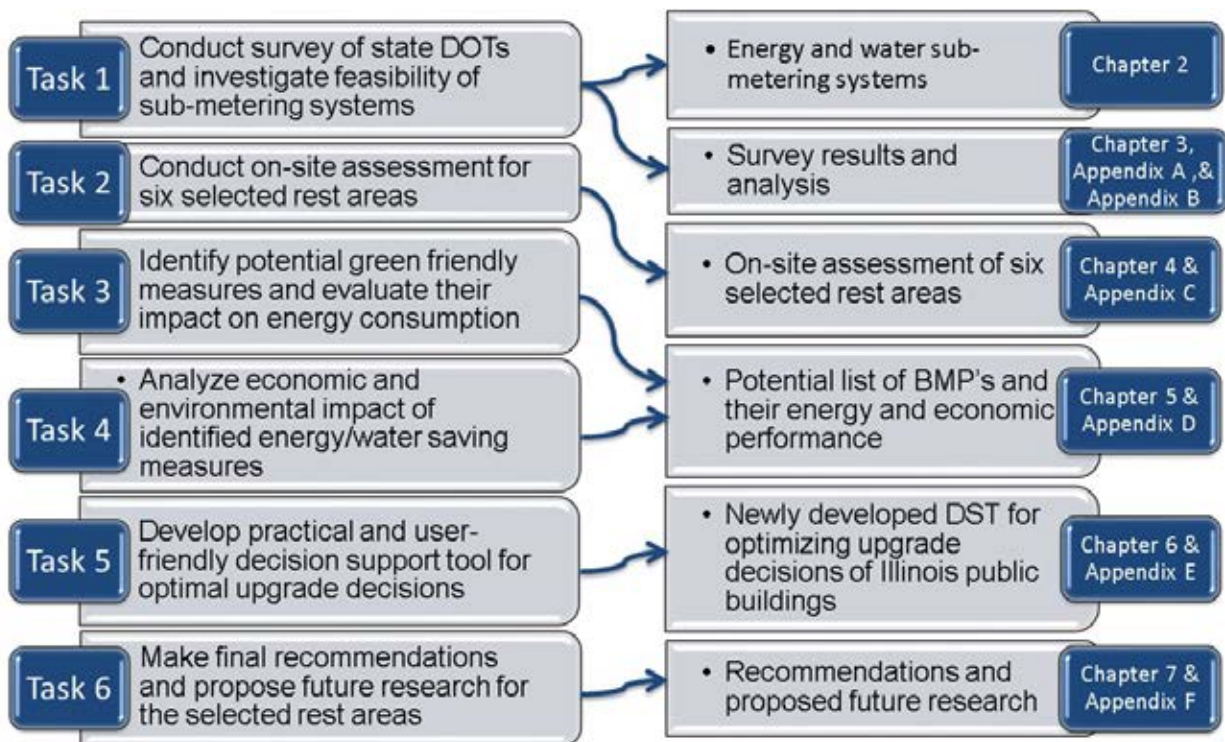 Task 1
Conduct survey of state DOTs
and investigate feasibility of
sub-metering systems
• Energy and water sub-
metering systems
Chapter 2
• Survey results and
analysis
Chapter 3,
Appendix A ,&
Appendix B
Task 2
Conduct on-site assessment for
six selected rest areas
• On-site assessment of six
selected rest areas
Chapter 4 &
Appendix C
Task 3
Identify potential green friendly
measures and evaluate their
impact on energy consumption
Task 4
• Analyze economic and
environmental impact of
identified energy/water saving
measures
• Potential list of BMP's and
their energy and economic
performance
Chapter 5 &
Appendix D
Task 5
Develop practical and user-
friendly decision support tool for
optimal upgrade decisions
• Newly developed DST for
optimizing upgrade
decisions of Illinois public
buildings
Chapter 6 &
Appendix E
Task 6
Make final recommendations
and propose future research for
the selected rest areas
• Recommendations and
proposed future research
Chapter 7 &
Appendix F